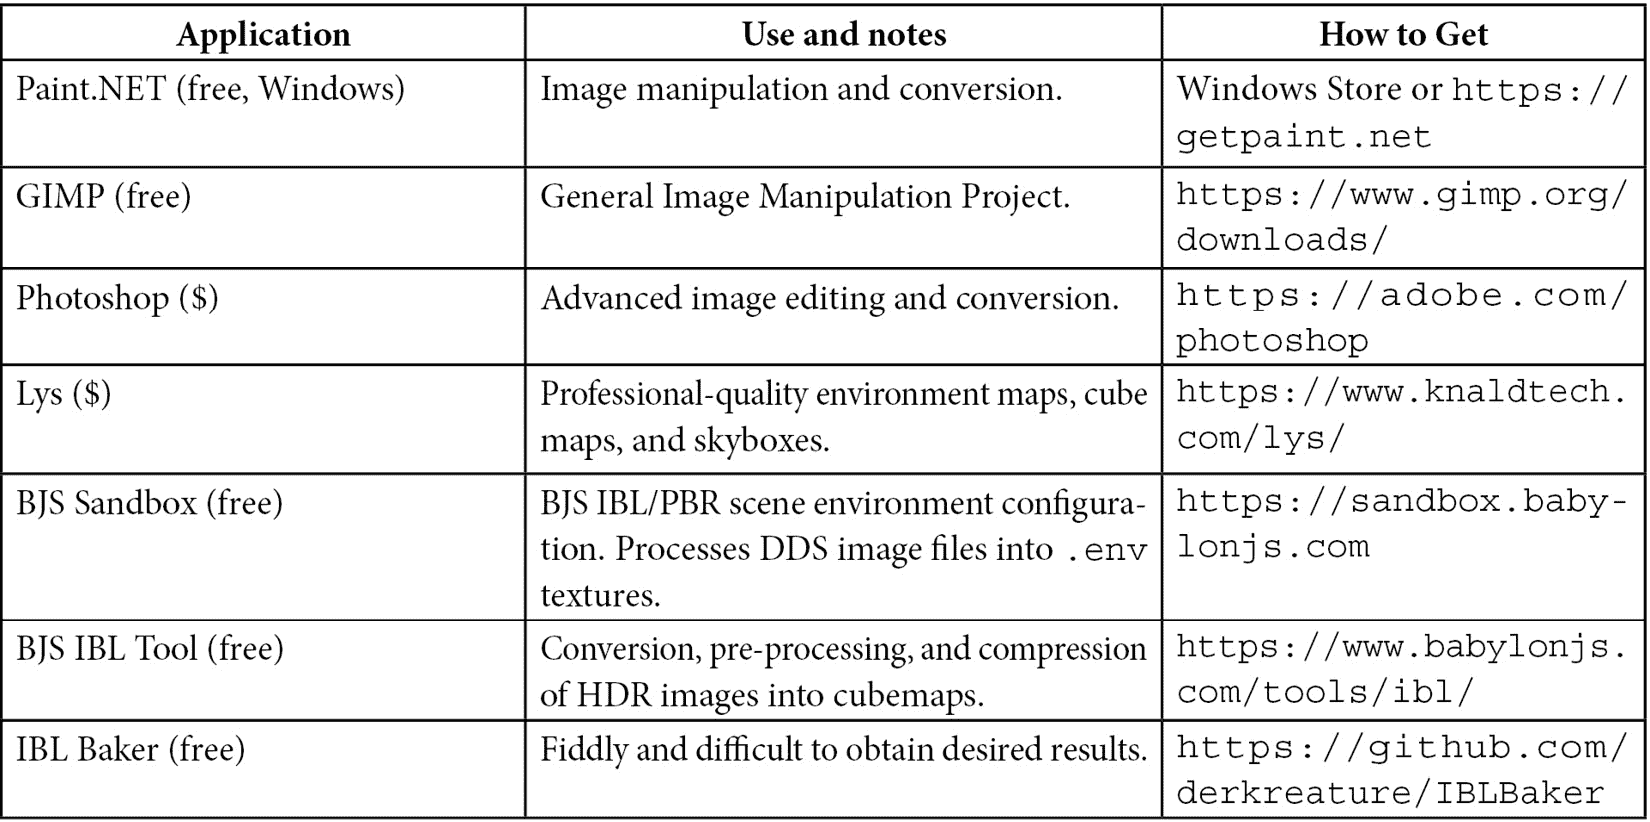 Application Use and notes How to Get
Paint.NET (free, Windows) Image manipulation and conversion. Windows Store or https://
getpaint.net
GIMP (free) General Image Manipulation Project. https://www.gimp.org/
downloads/
Photoshop ($) Advanced image editing and conversion. https://adobe.com/
photoshop
Lys ($) Professional-quality environment maps, cube https://www.knaldtech.
maps, and skyboxes. com/lys/
BJS Sandbox (free) BJS IBL/PBR scene environment configura- https://sandbox.baby-
tion. Processes DDS image files into .env lonjs.com
textures.
BJS IBL Tool (free) Conversion, pre-processing, and compression https://www.babylonjs.
of HDR images into cubemaps. com/tools/ibl/
IBL Baker (free) Fiddly and difficult to obtain desired results. https://github.com/
derkreature/IBLBaker